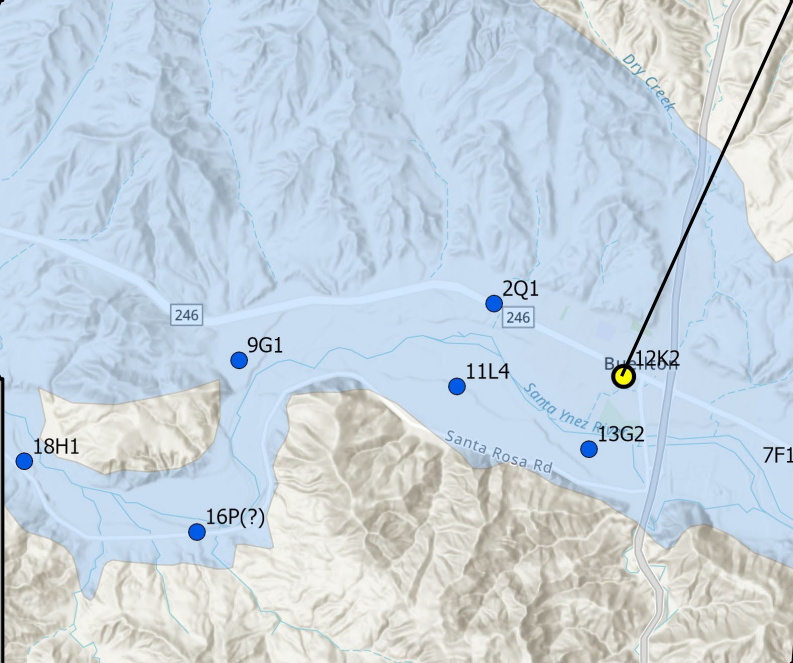 Dry Creek
2Q1
246
246
9G1
12K2
11L4
Santa Ynez
13G2
Santa Rosa Rd
18H1
7F1
16P(?)